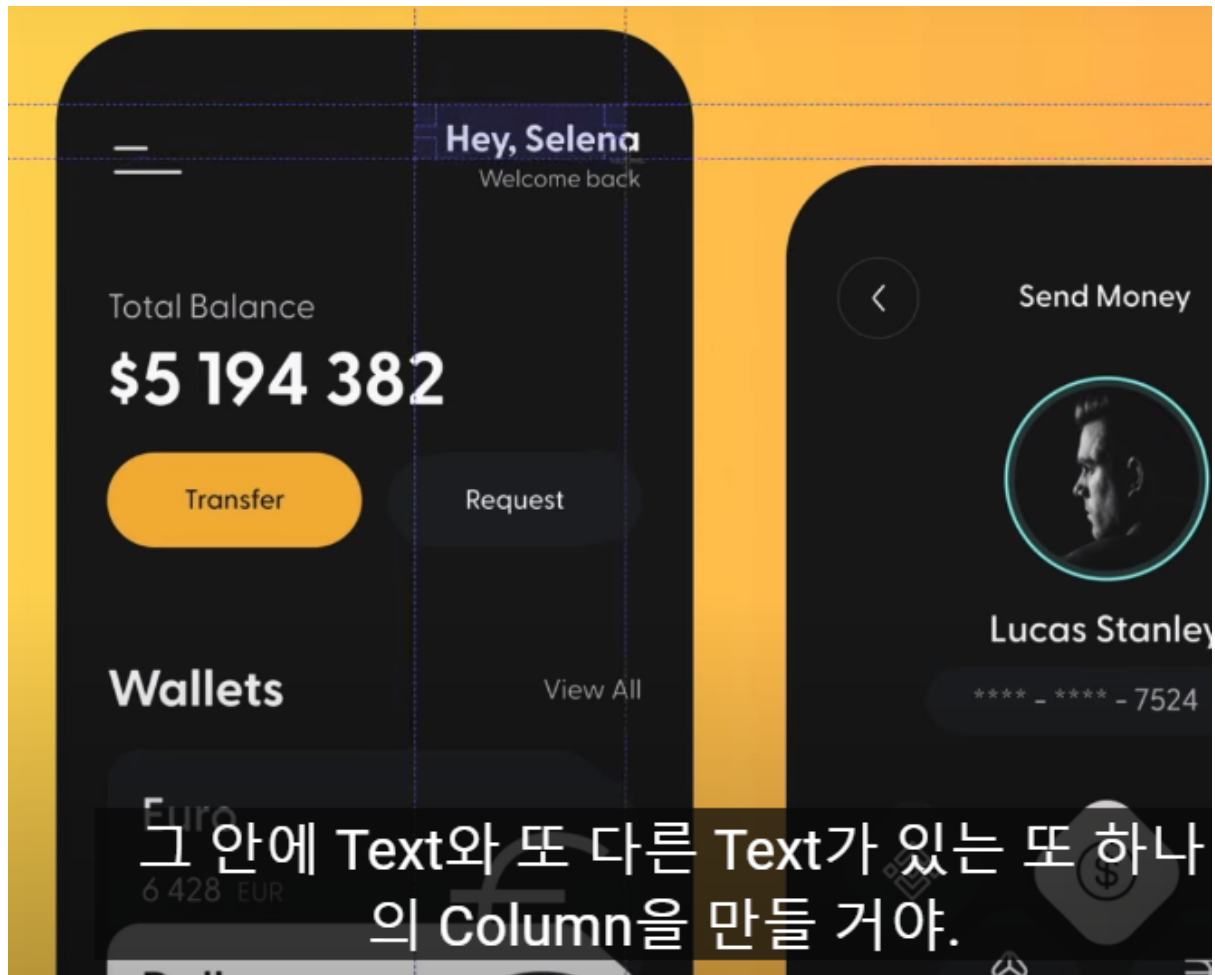 Hey, Selena
Welcome back
Total Balance
$5 194 382
Transfer
Request
Wallets
View All
Euro
6 428 EUR
Send Money
Lucas Stanley
**** – **** – 7524
$
그 안에 Text와 또 다른 Text가 있는 또 하나
의 Column을 만들 거야.